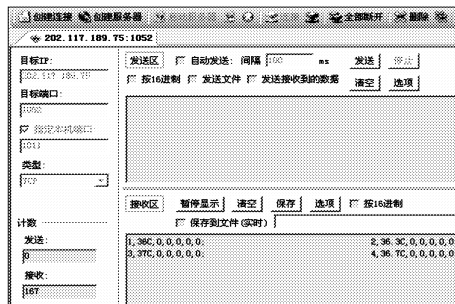 创建连接 创建服务器 全部断开 删除
202.117.189.75:1052
目标IP:
202.117.189.75
目标端口:
1052
指定本机端口:
1011
类型:
TCP
发送区 自动发送: 间隔 100 ms 发送 停止
按16进制 发送文件 发送接收到的数据 清空 选项
接收区 暂停显示 清空 保存 选项 按16进制
保存到文件(实时)
计数
发送:
0
接收:
167
1,36C,0,0,0,0,0; 2,36.3C,0,0,0,0,0
3,37C,0,0,0,0,0; 4,36.7C,0,0,0,0,0